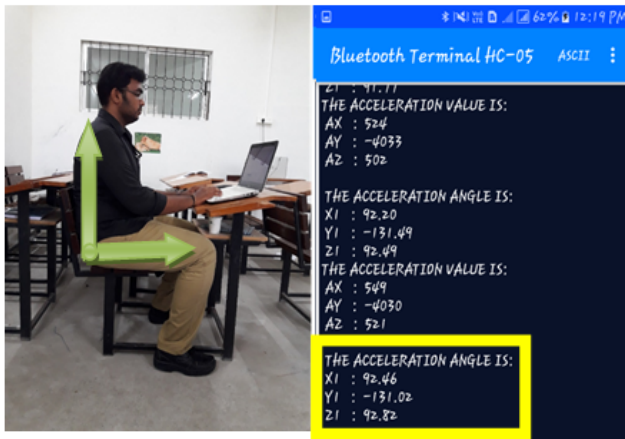 62% 12:19 PM
Bluetooth Terminal HC-05 ASCII
THE ACCELERATION VALUE IS:
AX : 524
AY : -4033
AZ : 502
THE ACCELERATION ANGLE IS:
X1 : 92.20
Y1 : -131.49
Z1 : 92.49
THE ACCELERATION VALUE IS:
AX : 549
AY : -4030
AZ : 521
THE ACCELERATION ANGLE IS:
X1 : 92.46
Y1 : -131.02
Z1 : 92.82